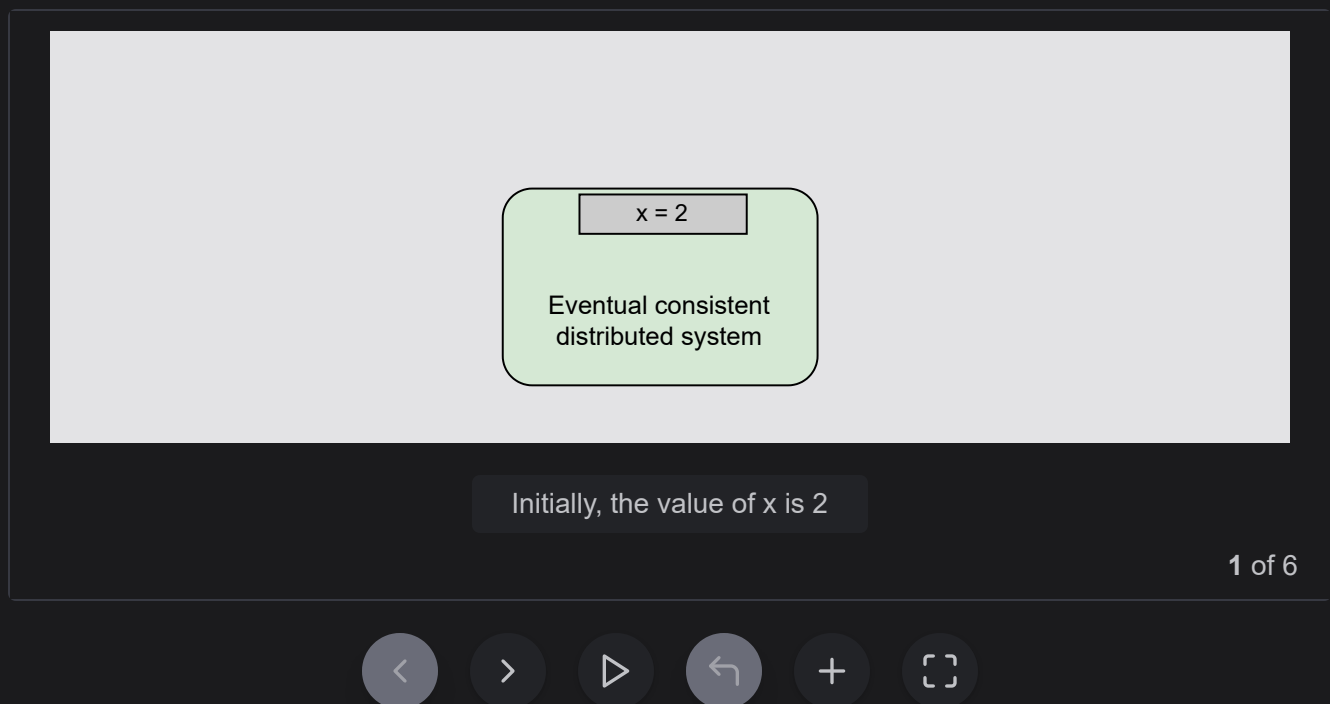 x = 2
Eventual consistent
distributed system
Initially, the value of x is 2
1 of 6